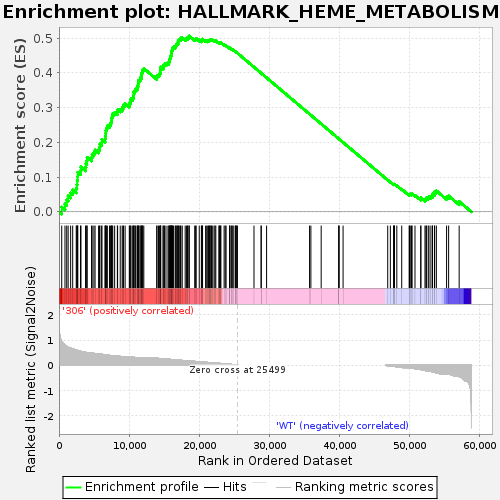 Enrichment plot: HALLMARK_HEME_METABOLISM
Enrichment score (ES)
0.5
0.4
0.3
0.2
0.1
0.0
'306' (positively correlated)
Ranked list metric (Signal2Noise)
2
1
0
-1
-2
Zero cross at 25499
'WT' (negatively correlated)
0
10,000
20,000
30,000
40,000
50,000
60,000
Rank in Ordered Dataset
Enrichment profile
Hits
Ranking metric scores